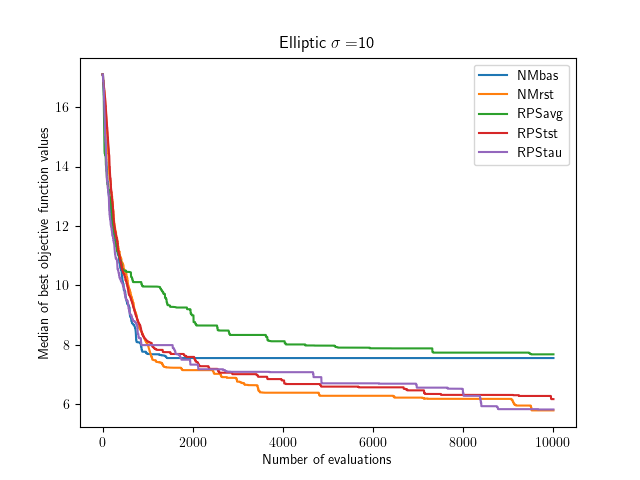 Elliptic σ =10
Median of best objective function values
16
14
12
10
8
6
0 2000 4000 6000 8000 10000
Number of evaluations
NMbas
NMrst
RPSavg
RPStst
RPStau